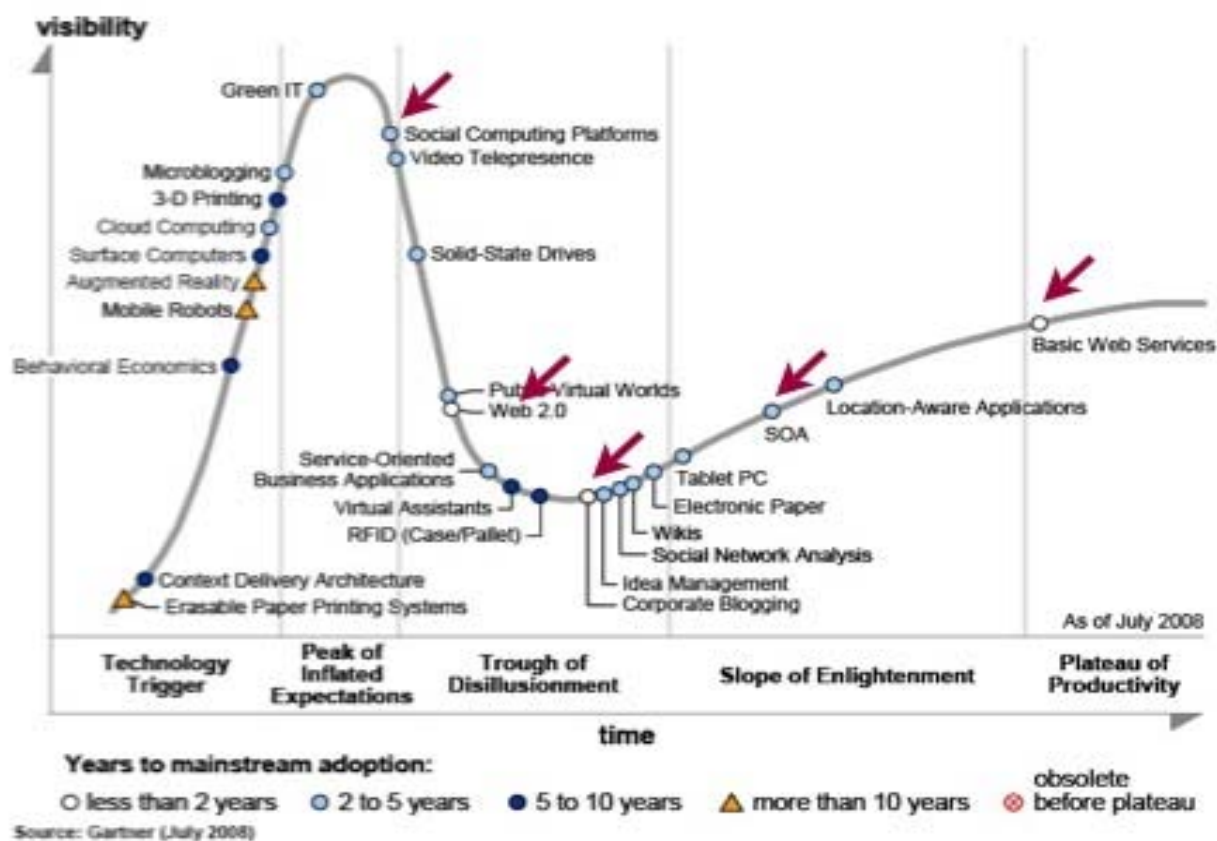 visibility
Green IT
Social Computing Platforms
Video Telepresence
Microblogging
3-D Printing
Cloud Computing
Surface Computers
Augmented Reality
Mobile Robots
Solid-State Drives
Behavioral Economics
Basic Web Services
Public Virtual Worlds
Web 2.0
Location-Aware Applications
SOA
Service-Oriented
Business Applications
Virtual Assistants
RFID (Case/Pallet)
Tablet PC
Electronic Paper
Wikis
Social Network Analysis
Idea Management
Corporate Blogging
Context Delivery Architecture
Erasable Paper Printing Systems
As of July 2008
Technology
Trigger
Peak of
Inflated
Expectations
Trough of
Disillusionment
Slope of Enlightenment
Plateau of
Productivity
time
Years to mainstream adoption:
less than 2 years
2 to 5 years
5 to 10 years
more than 10 years
obsolete
before plateau
Source: Gartner (July 2008)